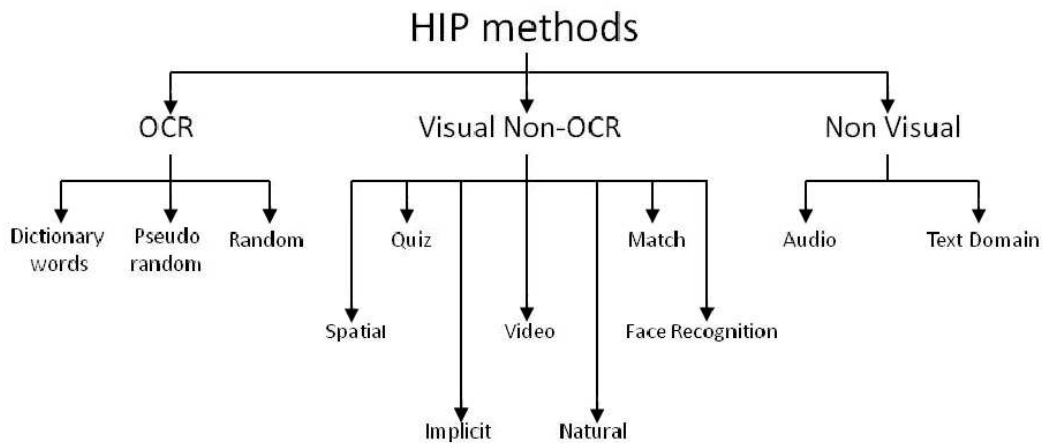 HIP methods
OCR
Visual Non-OCR
Non Visual
Dictionary
words
Pseudo
random
Random
Quiz
Match
Audio
Text Domain
Spatial
Video
Face Recognition
Implicit
Natural